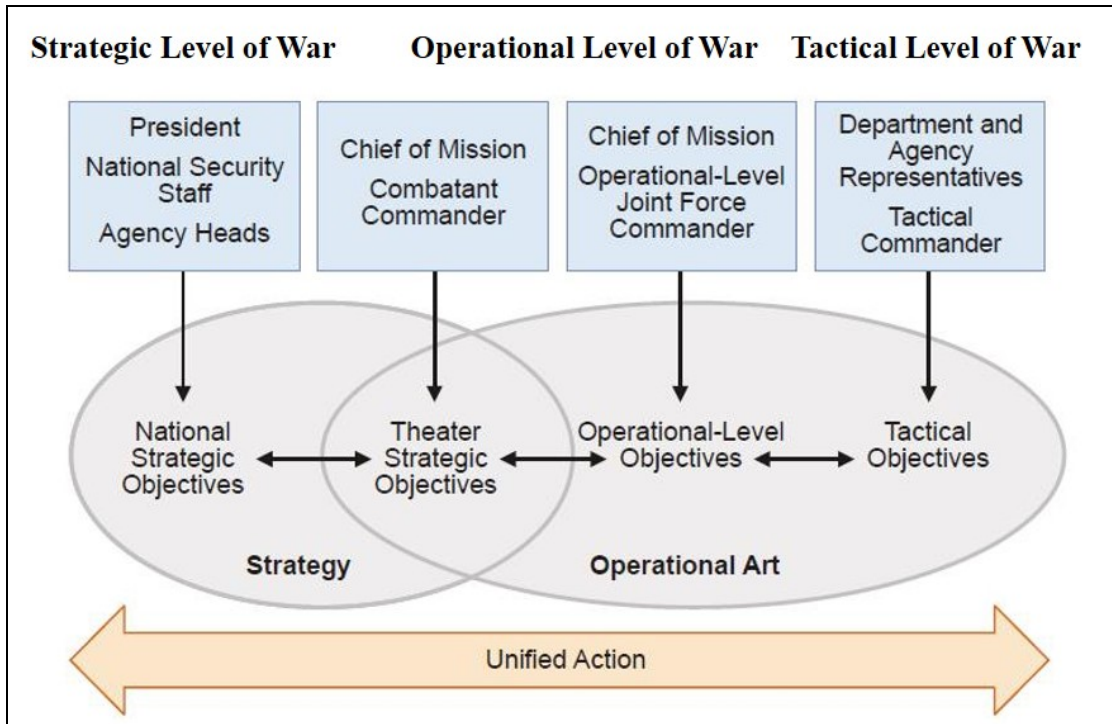 Strategic Level of War
Operational Level of War
Tactical Level of War
President
National Security
Staff
Agency Heads
Chief of Mission
Combatant
Commander
Chief of Mission
Operational-Level
Joint Force
Commander
Department and
Agency
Representatives
Tactical
Commander
National
Strategic
Objectives
Theater
Strategic
Objectives
Operational-Level
Objectives
Tactical
Objectives
Strategy
Operational Art
Unified Action